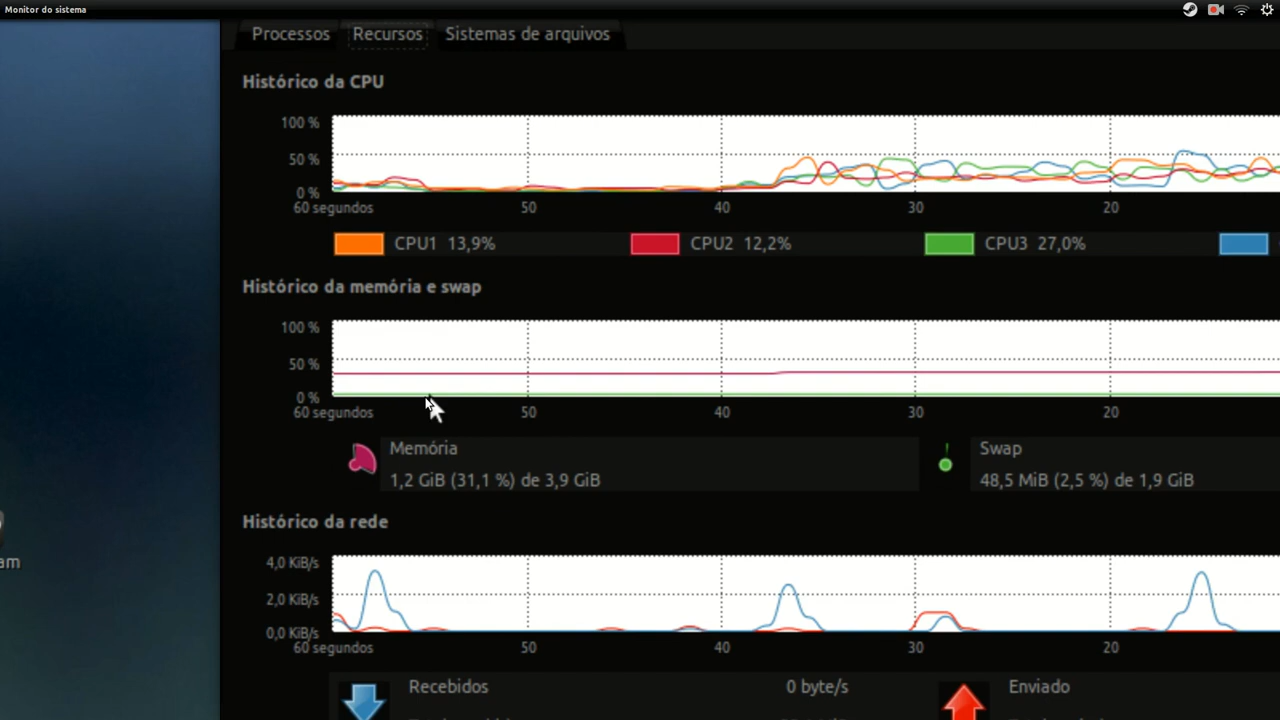 Monitor do sistema
Processos Recursos Sistemas de arquivos
Histórico da CPU
100 %
50 %
0 %
60 segundos 50 40 30 20
CPU1 13,9% CPU2 12,2% CPU3 27,0%
Histórico da memória e swap
100 %
50 %
0 %
60 segundos 50 40 30 20
Memória
1,2 GiB (31,1 %) de 3,9 GiB
Swap
48,5 MiB (2,5 %) de 1,9 GiB
Histórico da rede
am
4,0 KiB/s
2,0 KiB/s
0,0 KiB/s
60 segundos 50 40 30 20
Recebidos 0 byte/s Enviado